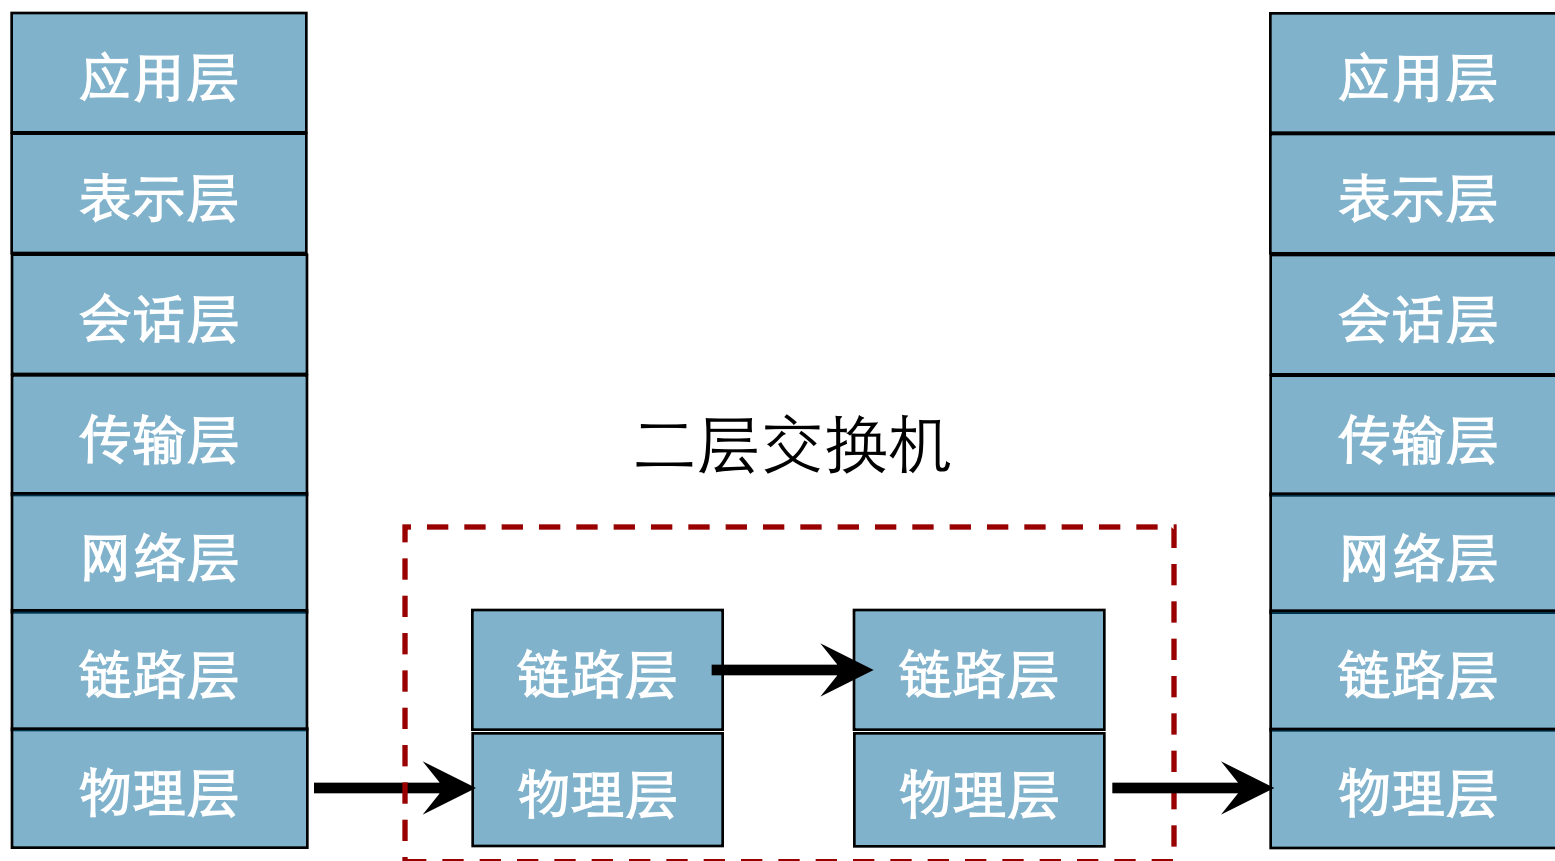 应用层
表示层
会话层
传输层
网络层
链路层
物理层
二层交换机
链路层
物理层
链路层
物理层
应用层
表示层
会话层
传输层
网络层
链路层
物理层